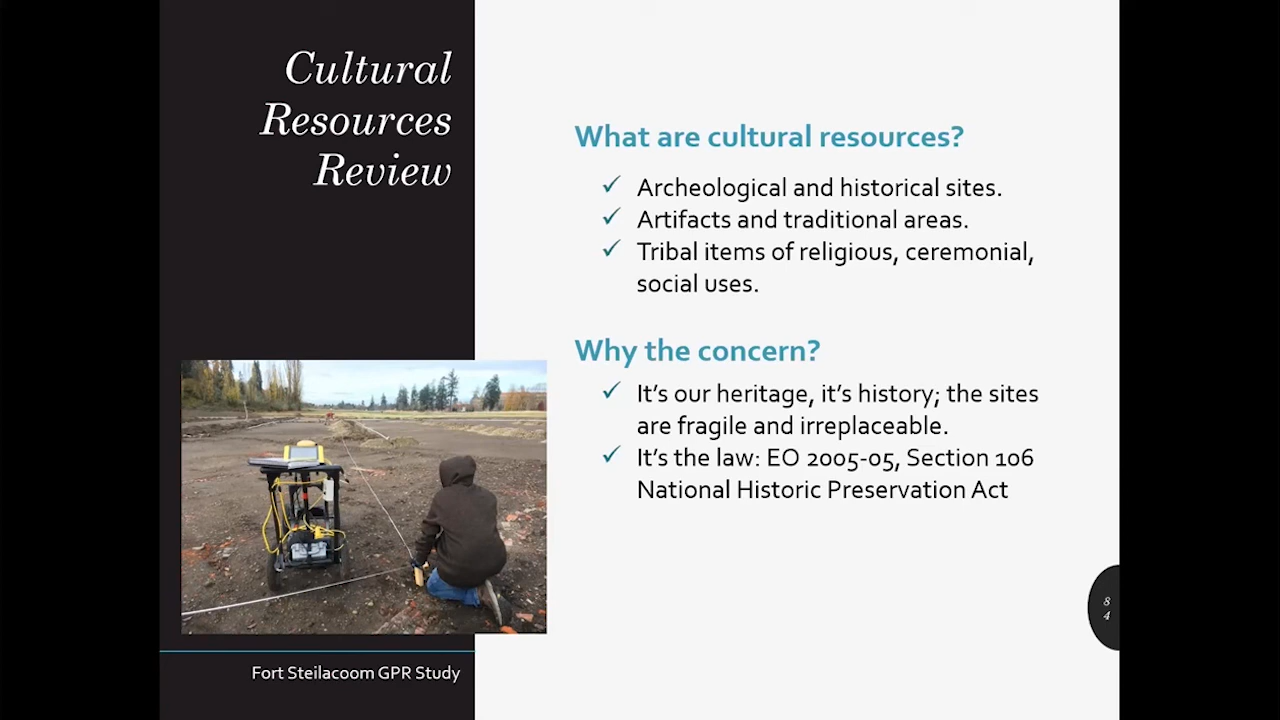 Cultural
Resources
Review
What are cultural resources?
✓ Archeological and historical sites.
✓ Artifacts and traditional areas.
✓ Tribal items of religious, ceremonial,
social uses.
Why the concern?
✓ It's our heritage, it's history; the sites
are fragile and irreplaceable.
✓ It's the law: EO 2005-05, Section 106
National Historic Preservation Act
Fort Steilacoom GPR Study
8
4